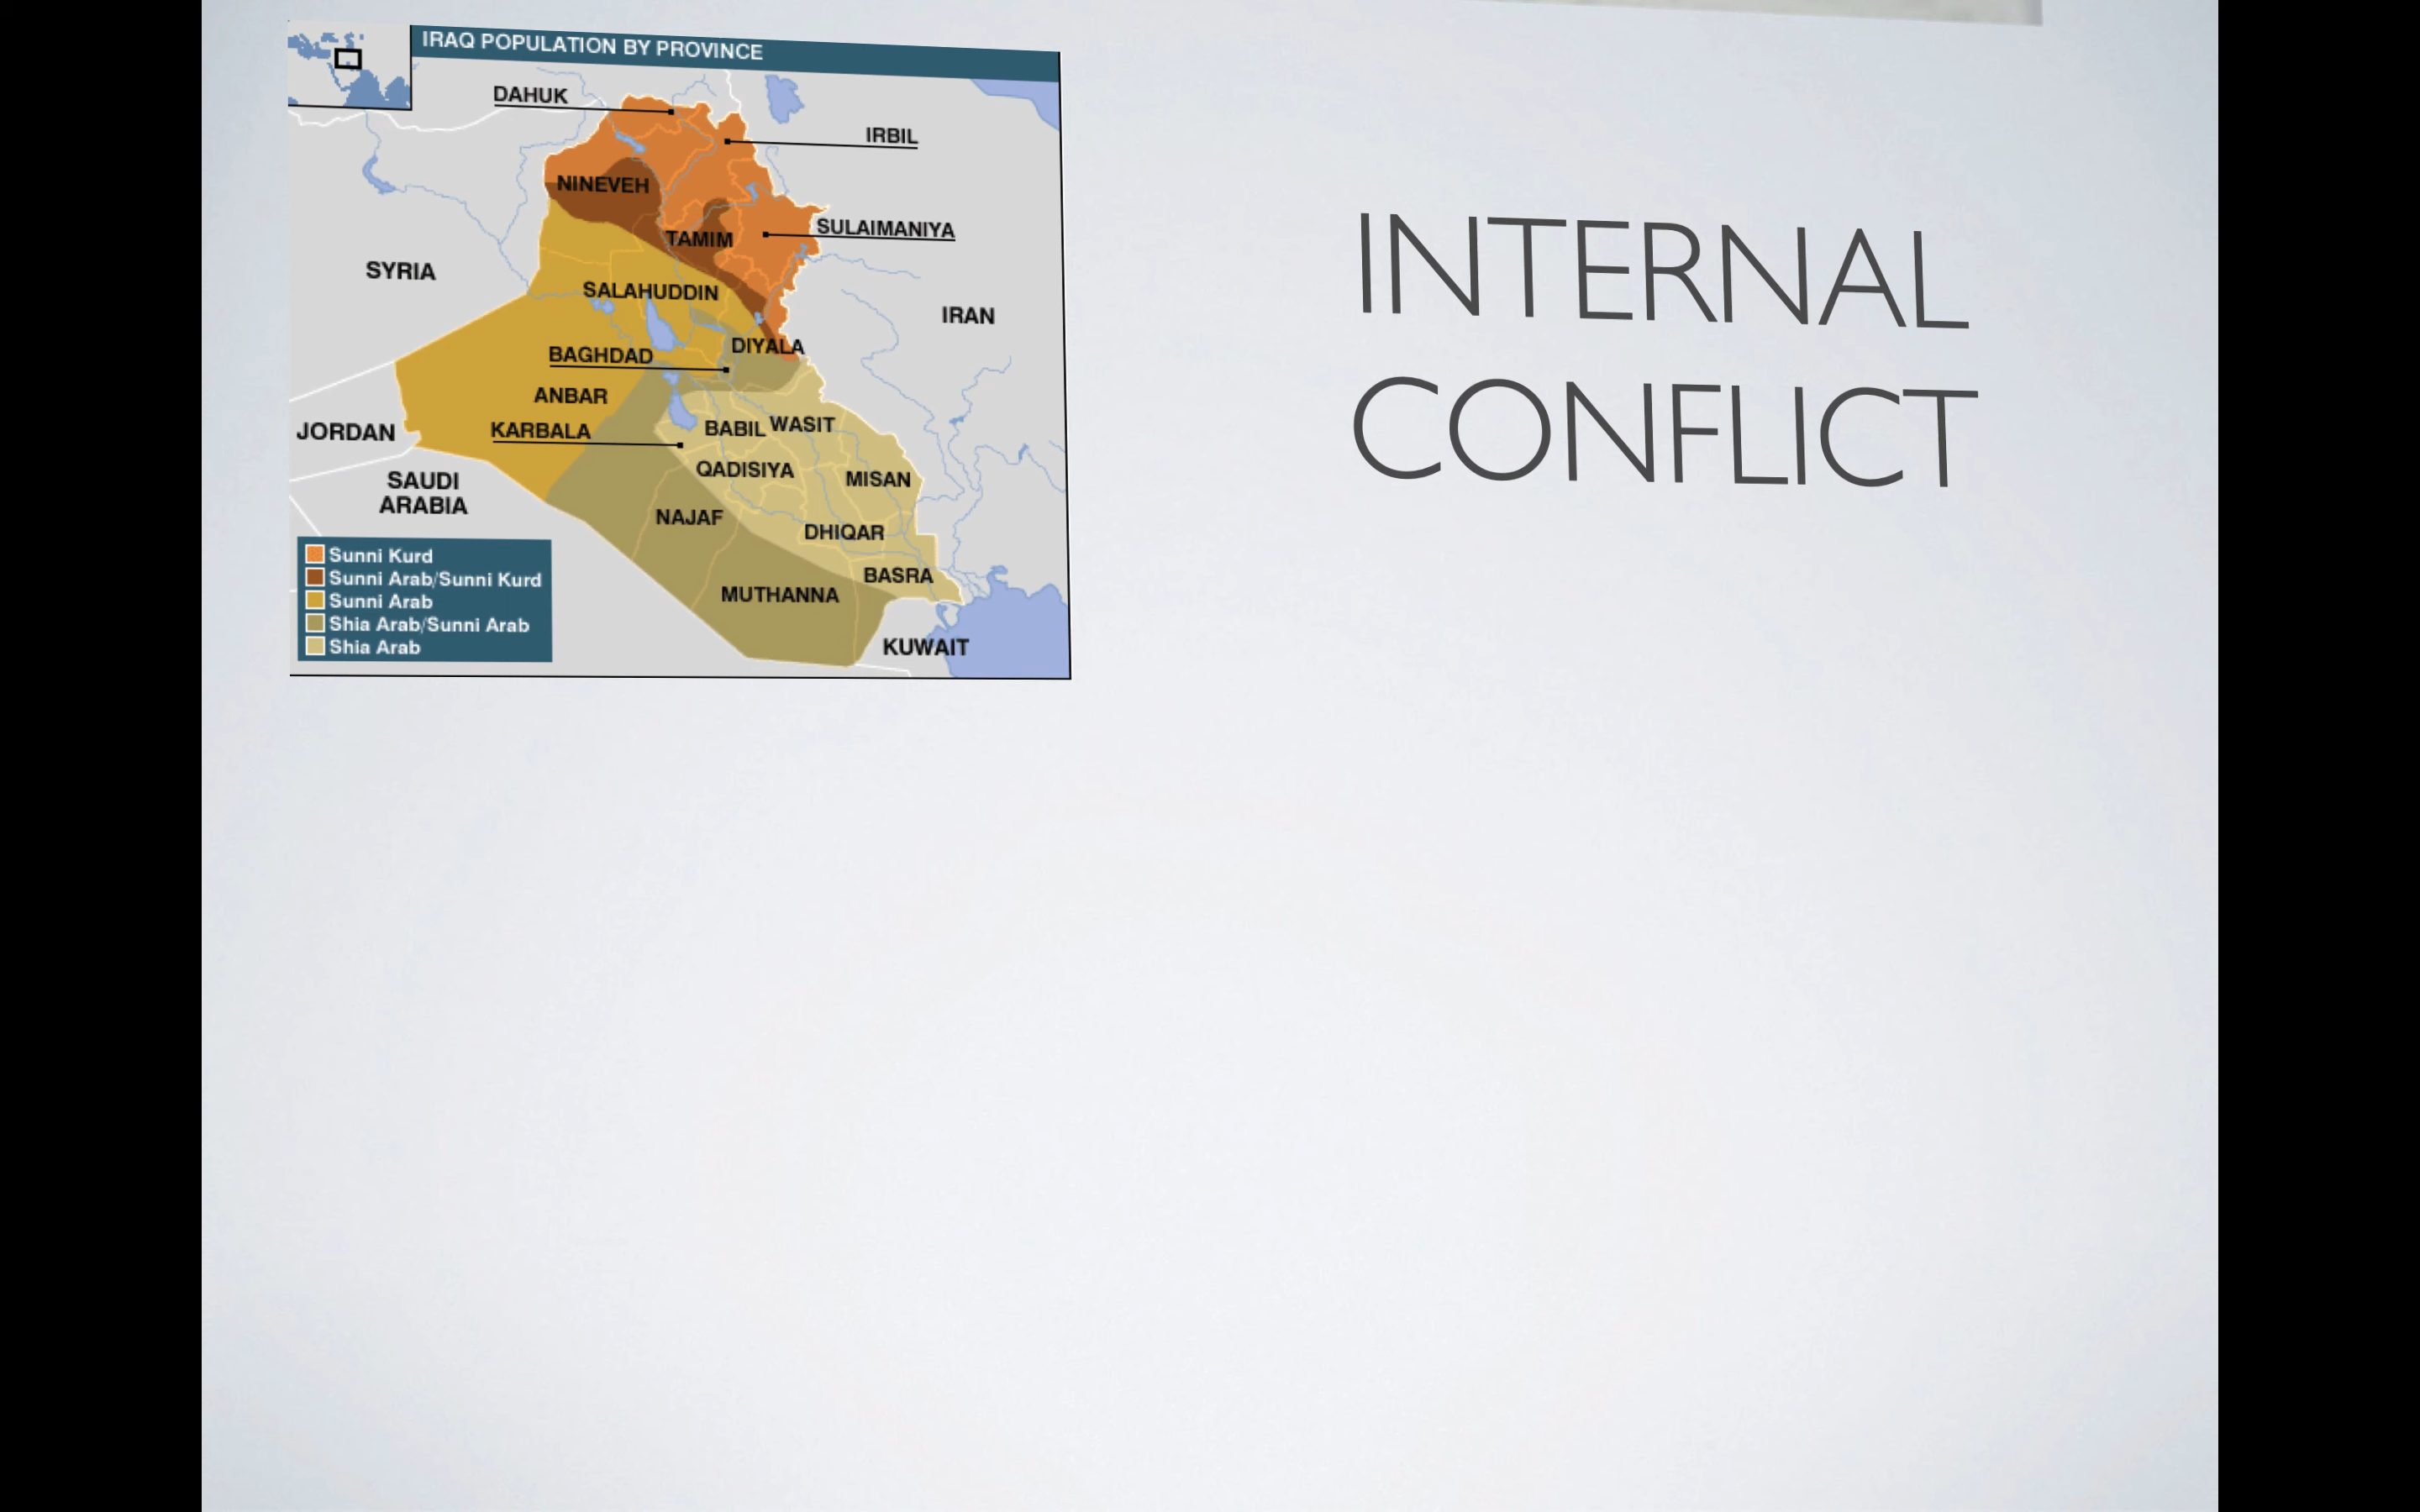 IRAQ POPULATION BY PROVINCE
DAHUK
IRBIL
NINEVEH
SULAIMANIYA
TAMIM
SYRIA
SALAHUDDIN
IRAN
DIYALA
BAGHDAD
ANBAR
JORDAN
KARBALA
BABIL
WASIT
QADISIYA
MISAN
SAUDI
ARABIA
NAJAF
DHIQAR
BASRA
MUTHANNA
KUWAIT
Sunni Kurd
Sunni Arab/Sunni Kurd
Sunni Arab
Shia Arab/Sunni Arab
Shia Arab
INTERNAL
CONFLICT